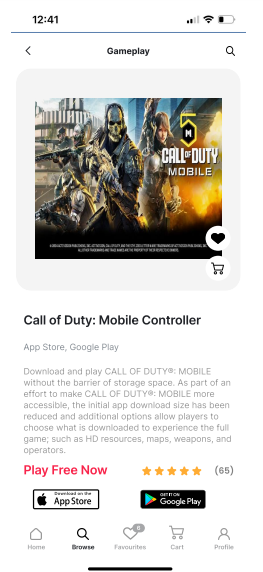 12:41
Gameplay
5
M
CALL OF DUTY
MOBILE
Call of Duty: Mobile Controller
App Store, Google Play
Download and play CALL OF DUTY®: MOBILE
without the barrier of storage space. As part of an
effort to make CALL OF DUTY®: MOBILE more
accessible, the initial app download size has been
reduced and additional options allow players to
choose what is downloaded to experience the full
game; such as HD resources, maps, weapons, and
operators.
Play Free Now (65)
Download on the
App Store
GET IT ON
Google Play
6
Home Browse Favourites Cart Profile